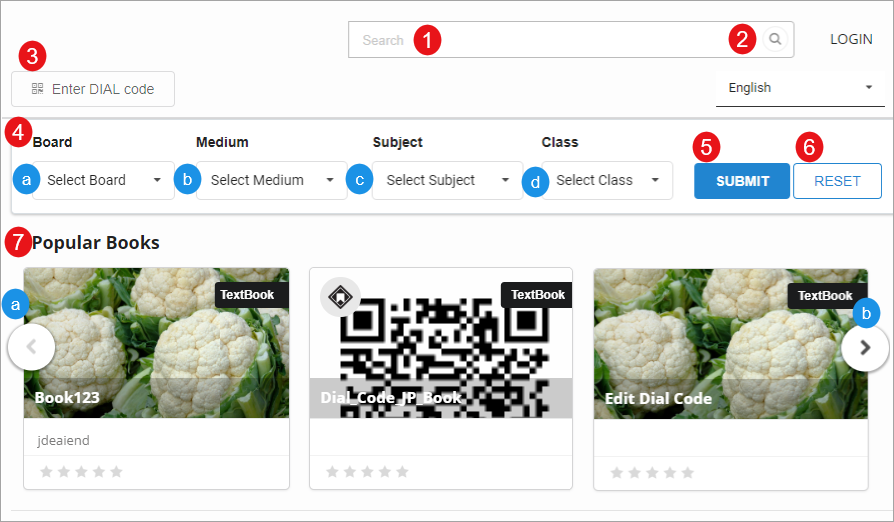 Search
1
2
LOGIN
3
Enter DIAL code
English
4
Board
Medium
Subject
Class
5
6
a
Select Board
b
Select Medium
c
Select Subject
d
Select Class
SUBMIT
RESET
7
Popular Books
a
TextBook
TextBook
TextBook
b
Book123
Dial_Code_JP_Book
Edit Dial Code
jdeaiend